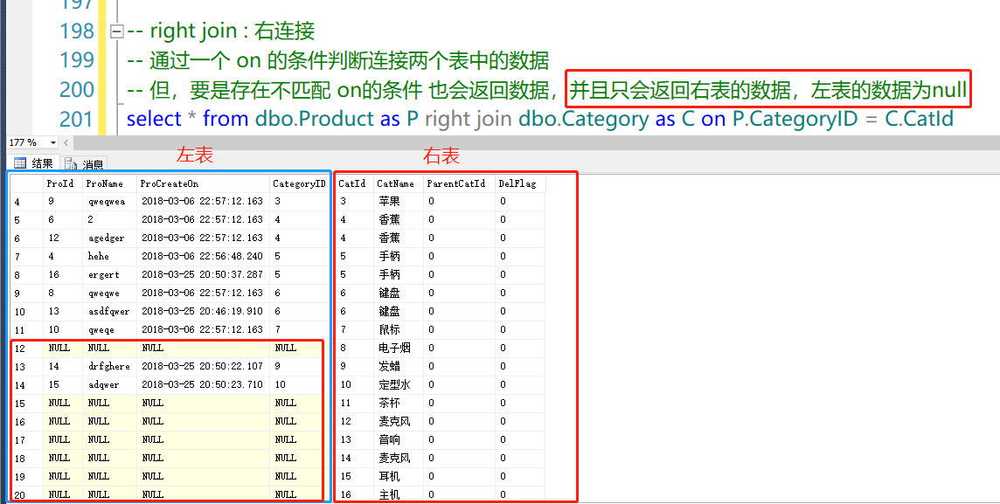 197
198 -- right join : 右连接
199 -- 通过一个 on 的条件判断连接两个表中的数据
200 -- 但，要是存在不匹配 on的条件 也会返回数据，并且只会返回右表的数据，左表的数据为null
201 select * from dbo.Product as P right join dbo.Category as C on P.CategoryID = C.CatId
177 %
结果 消息 左表 右表
ProId ProName ProCreateOn CategoryID CatId CatName ParentCatId DelFlag
4 9 qweqwea 2018-03-06 22:57:12.163 3 3 苹果 0 0
5 6 2 2018-03-06 22:57:12.163 4 4 香蕉 0 0
6 12 agedger 2018-03-06 22:57:12.163 4 4 香蕉 0 0
7 4 hehe 2018-03-06 22:56:48.240 5 5 手柄 0 0
8 16 ergert 2018-03-25 20:50:37.287 5 5 手柄 0 0
9 8 qweqwe 2018-03-06 22:57:12.163 6 6 键盘 0 0
10 13 asdfqwer 2018-03-25 20:46:19.910 6 6 键盘 0 0
11 10 qweqe 2018-03-06 22:57:12.163 7 7 鼠标 0 0
12 NULL NULL NULL NULL 8 电子烟 0 0
13 14 drfghere 2018-03-25 20:50:22.107 9 9 发蜡 0 0
14 15 adqwer 2018-03-25 20:50:23.710 10 10 定型水 0 0
15 NULL NULL NULL NULL 11 茶杯 0 0
16 NULL NULL NULL NULL 12 麦克风 0 0
17 NULL NULL NULL NULL 13 音响 0 0
18 NULL NULL NULL NULL 14 麦克风 0 0
19 NULL NULL NULL NULL 15 耳机 0 0
20 NULL NULL NULL NULL 16 主机 0 0